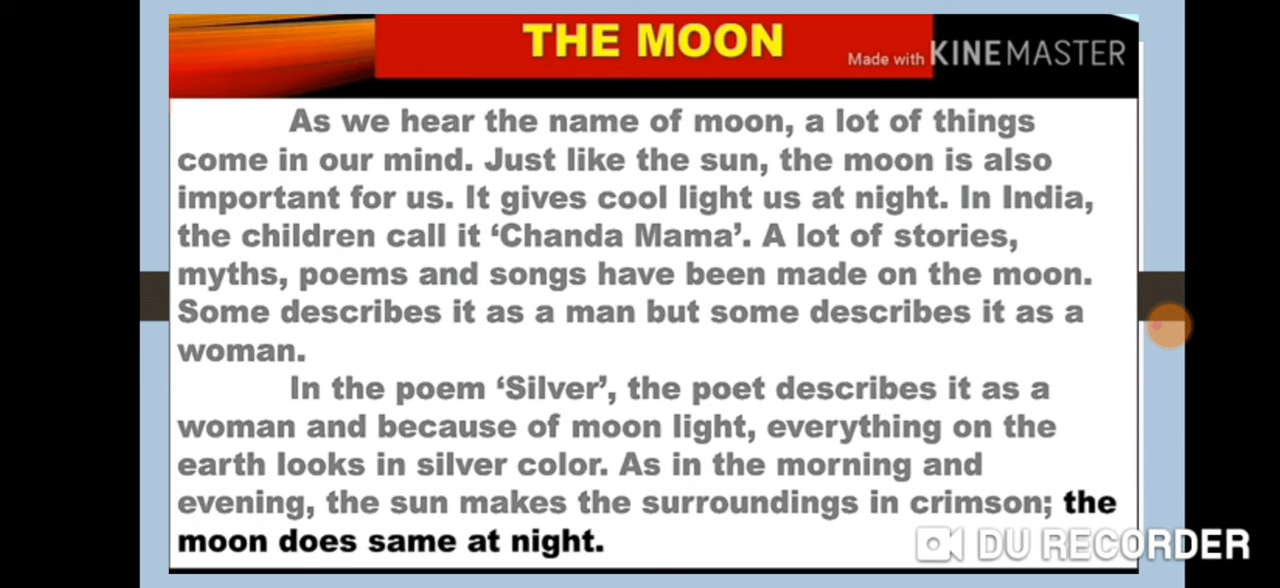 THE MOON
Made with KINEMASTER
As we hear the name of moon, a lot of things
come in our mind. Just like the sun, the moon is also
important for us. It gives cool light us at night. In India,
the children call it ‘Chanda Mama’. A lot of stories,
myths, poems and songs have been made on the moon.
Some describes it as a man but some describes it as a
woman.
In the poem ‘Silver’, the poet describes it as a
woman and because of moon light, everything on the
earth looks in silver color. As in the morning and
evening, the sun makes the surroundings in crimson; the
moon does same at night.
DU RECORDER